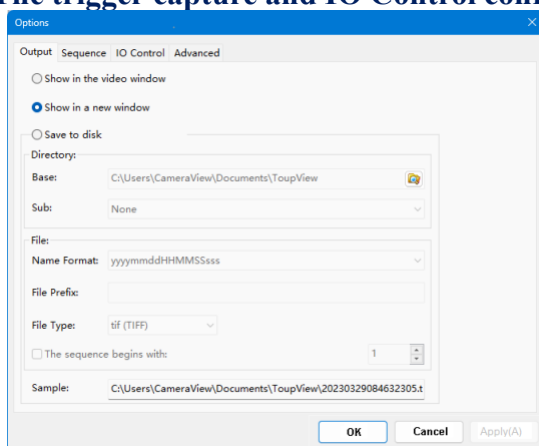 The trigger capture and IO Control
Options
Output Sequence IO Control Advanced
Show in the video window
Show in a new window
Save to disk
Directory:
Base: C:\Users\CameraView\Documents\ToupView
Sub: None
File:
Name Format: yyyymmddHHMMSSsss
File Prefix:
File Type: tif (TIFF)
The sequence begins with: 1
Sample: C:\Users\CameraView\Documents\ToupView\20230329084632305.t
OK Cancel Apply(A)